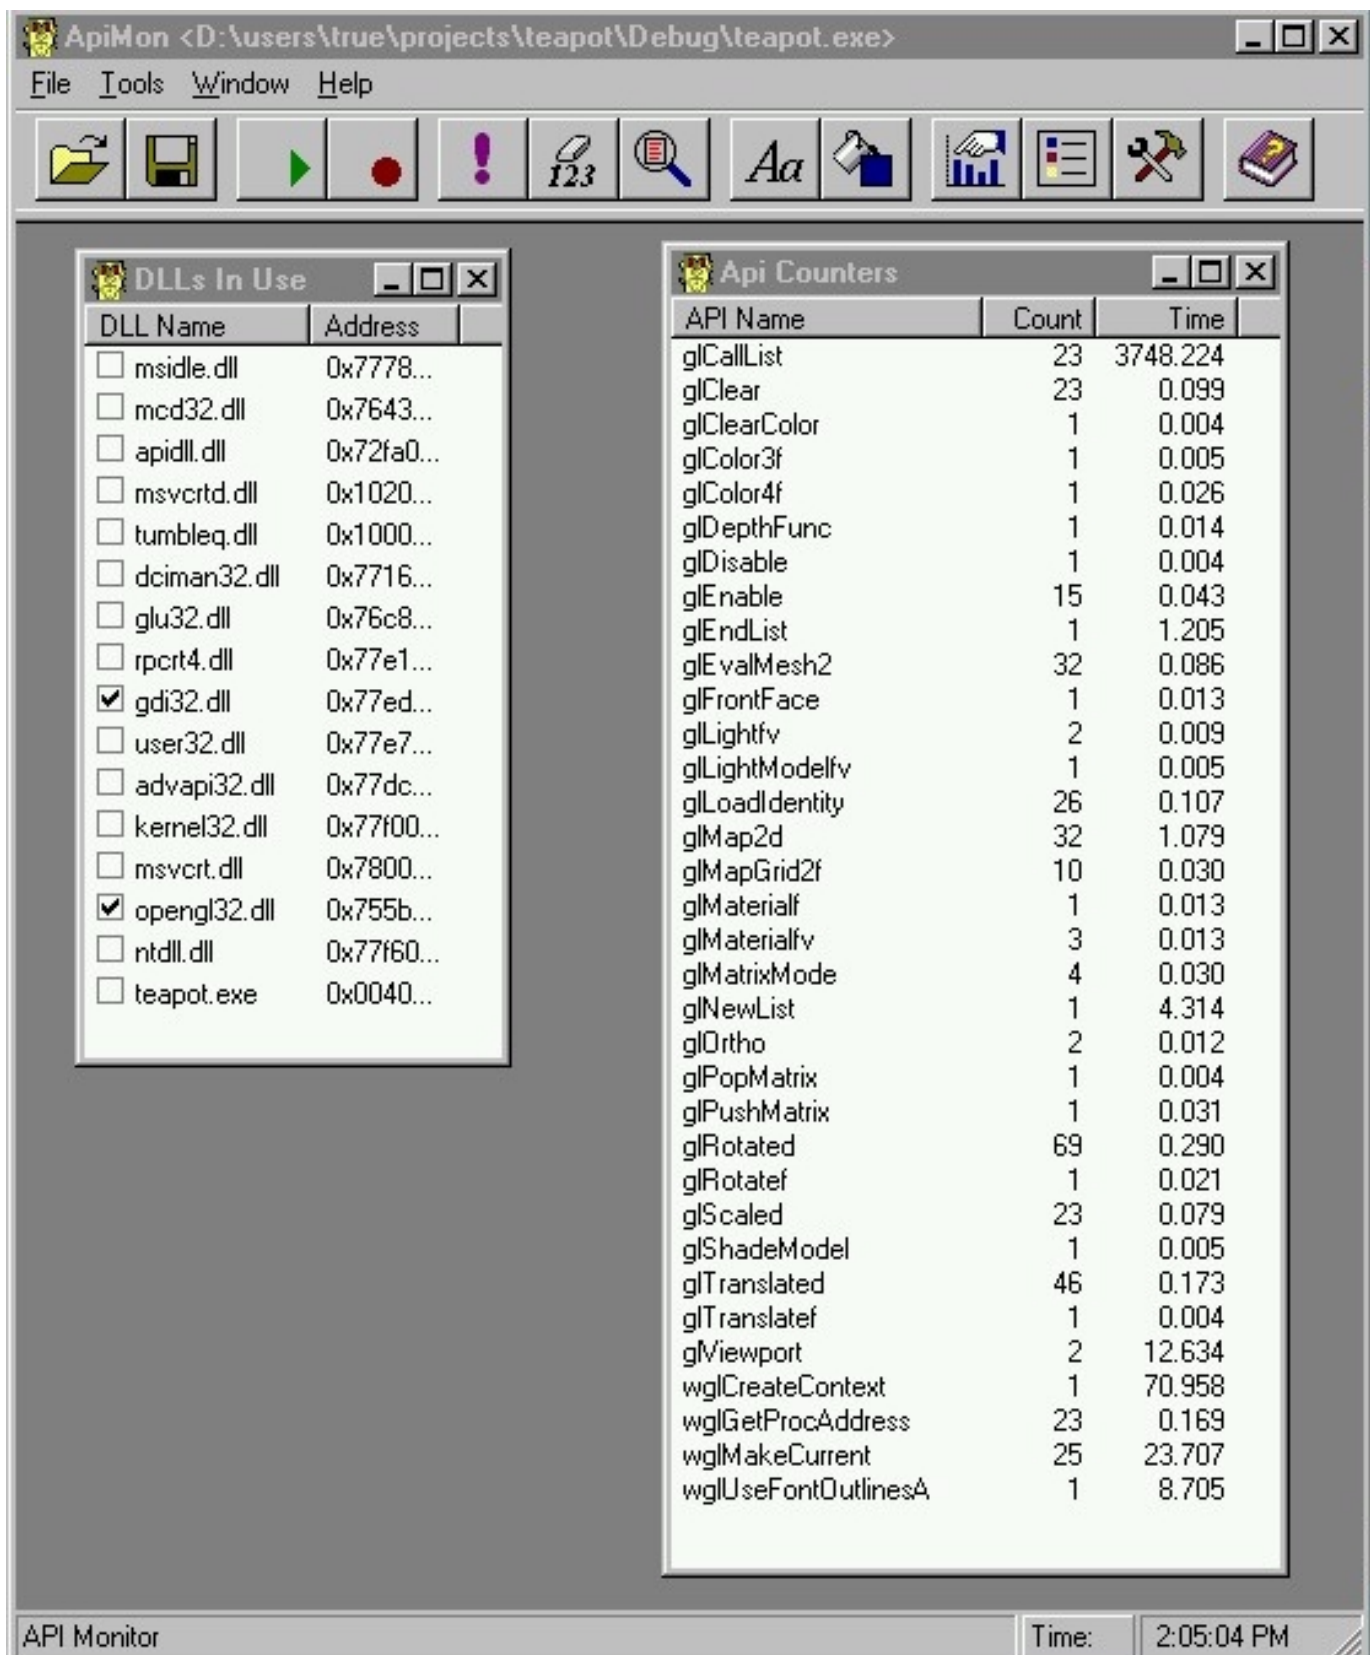 ApiMon <D:\users\true\projects\teapot\Debug\teapot.exe>
File Tools Window Help
123 Aa ?
DLLs In Use
DLL Name Address
msidle.dll 0x7778...
mcd32.dll 0x7643...
apidll.dll 0x72fa0...
msvcrtd.dll 0x1020...
tumbleq.dll 0x1000...
dciman32.dll 0x7716...
glu32.dll 0x76c8...
rpcrt4.dll 0x77e1...
gdi32.dll 0x77ed...
user32.dll 0x77e7...
advapi32.dll 0x77dc...
kernel32.dll 0x77f00...
msvcrt.dll 0x7800...
opengl32.dll 0x755b...
ntdll.dll 0x77f60...
teapot.exe 0x0040...
Api Counters
API Name Count Time
glCallList 23 3748.224
glClear 23 0.099
glClearColor 1 0.004
glColor3f 1 0.005
glColor4f 1 0.026
glDepthFunc 1 0.014
glDisable 1 0.004
glEnable 15 0.043
glEndList 1 1.205
glEvalMesh2 32 0.086
glFrontFace 1 0.013
glLightfv 2 0.009
glLightModelfv 1 0.005
glLoadIdentity 26 0.107
glMap2d 32 1.079
glMapGrid2f 10 0.030
glMaterialf 1 0.013
glMaterialfv 3 0.013
glMatrixMode 4 0.030
glNewList 1 4.314
glOrtho 2 0.012
glPopMatrix 1 0.004
glPushMatrix 1 0.031
glRotated 69 0.290
glRotatef 1 0.021
glScaled 23 0.079
glShadeModel 1 0.005
glTranslated 46 0.173
glTranslatef 1 0.004
glViewport 2 12.634
wglCreateContext 1 70.958
wglGetProcAddress 23 0.169
wglMakeCurrent 25 23.707
wglUseFontOutlinesA 1 8.705
API Monitor Time: 2:05:04 PM